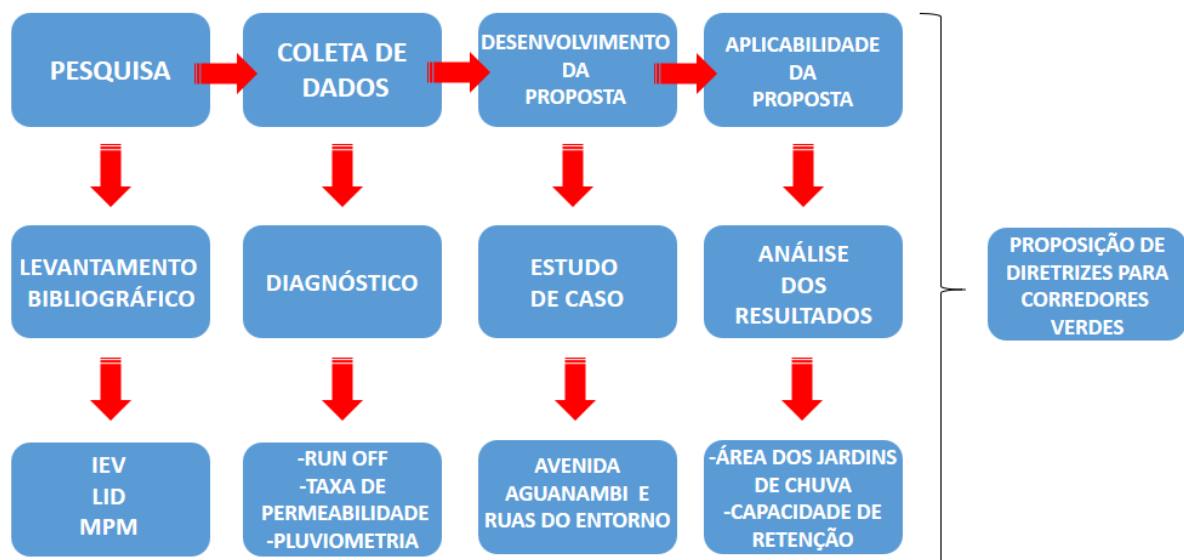 PESQUISA
COLETA DE
DADOS
DESENVOLVIMENTO
DA
PROPOSTA
APLICABILIDADE
DA
PROPOSTA
LEVANTAMENTO
BIBLIOGRÁFICO
DIAGNÓSTICO
ESTUDO
DE CASO
ANÁLISE
DOS
RESULTADOS
PROPOSIÇÃO DE
DIRETRIZES PARA
CORREDORES
VERDES
IEV
LID
MPM
-RUN OFF
-TAXA DE
PERMEABILIDADE
-PLUVIOMETRIA
AVENIDA
AGUANAMBI E
RUAS DO ENTORNO
-ÁREA DOS JARDINS
DE CHUVA
-CAPACIDADE DE
RETENÇÃO